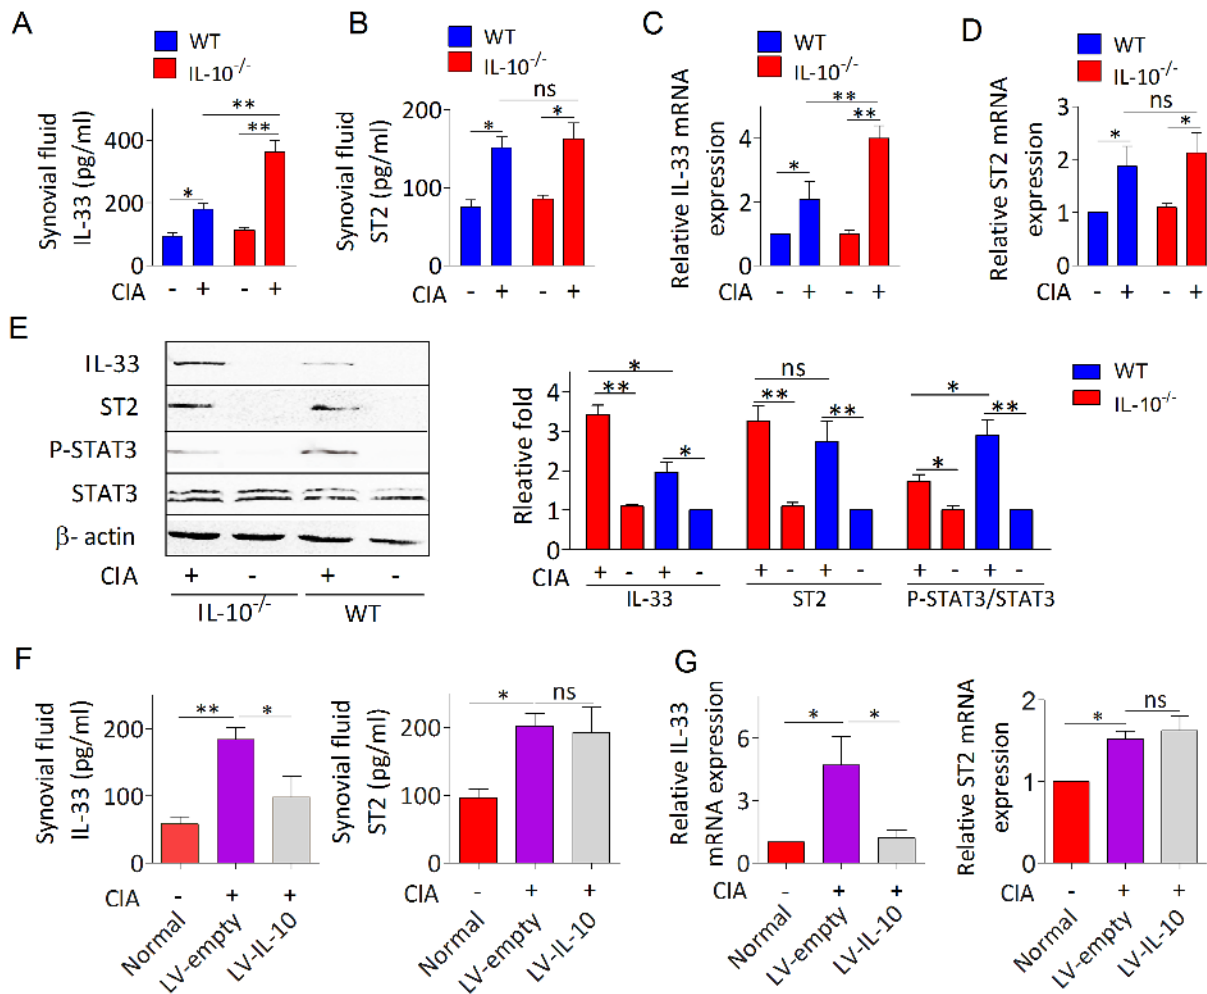 A
WT
IL-10-/-
Synovial fluid
IL-33 (pg/ml)
400
200
0
*
**
**
CIA - + - +
B
WT
IL-10-/-
Synovial fluid
ST2 (pg/ml)
200
100
0
*
*
ns
CIA - + - +
C
WT
IL-10-/-
Relative IL-33 mRNA
expression
6
4
2
0
*
**
**
CIA - + - +
D
WT
IL-10-/-
Relative ST2 mRNA
expression
3
2
1
0
*
*
ns
CIA - + - +
E
IL-33
ST2
P-STAT3
STAT3
β- actin
CIA + - + -
IL-10-/- WT
Rleative fold
4
3
2
1
0
*
**
*
ns
**
**
*
*
**
WT
IL-10-/-
CIA + - + - + - + - + - + -
IL-33 ST2 P-STAT3/STAT3
F
Synovial fluid
IL-33 (pg/ml)
200
100
0
**
*
CIA - + +
Normal
LV-empty
LV-IL-10
Synovial fluid
ST2 (pg/ml)
200
100
0
*
ns
CIA - + +
Normal
LV-empty
LV-IL-10
G
Relative IL-33
mRNA expression
6
3
0
*
*
CIA - + +
Normal
LV-empty
LV-IL-10
Relative ST2 mRNA
expression
2
1
0
*
ns
CIA - + +
Normal
LV-empty
LV-IL-10